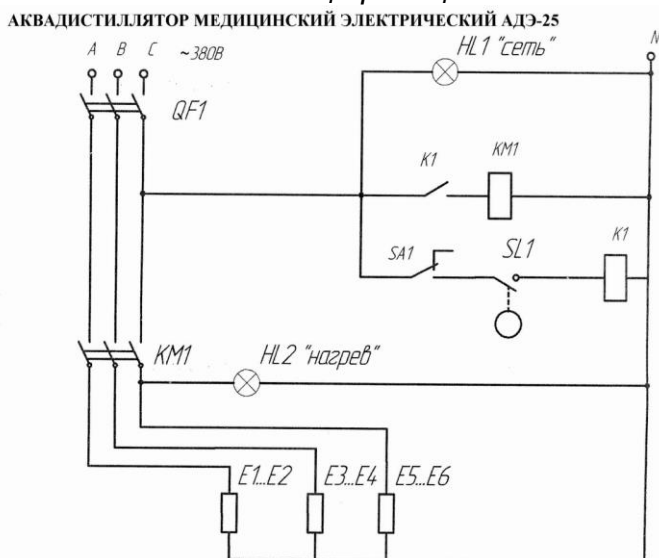 АКВАДИСТИЛЛЯТОР МЕДИЦИНСКИЙ ЭЛЕКТРИЧЕСКИЙ АДЭ-25
A B C ~380В
HL1 "сеть"
N
QF1
K1
KM1
SA1
SL1
K1
KM1
HL2 "нагрев"
E1...E2
E3...E4
E5...E6